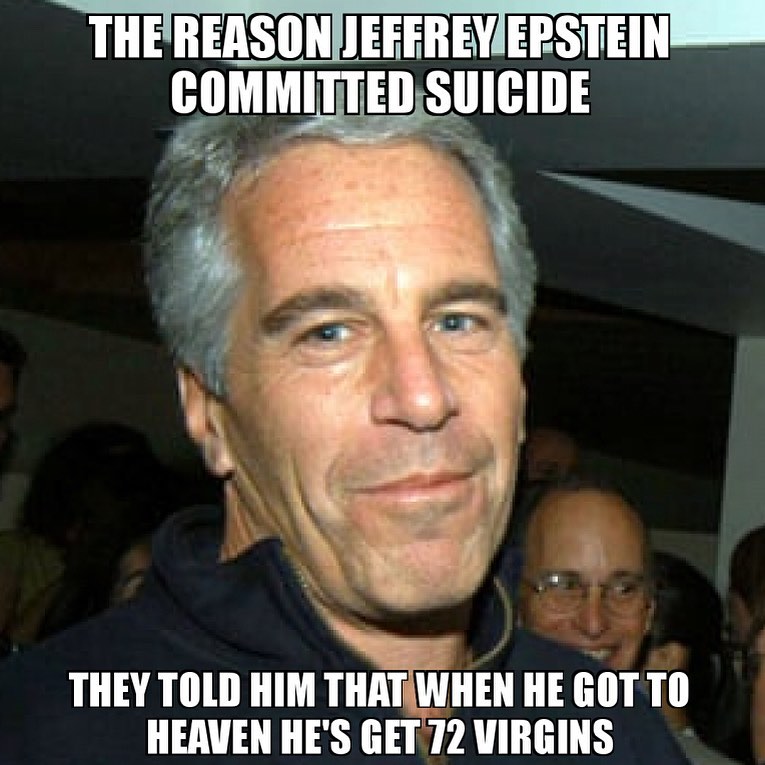 THE REASON JEFFREY EPSTEIN
COMMITTED SUICIDE
THEY TOLD HIM THAT WHEN HE GOT TO
HEAVEN HE'S GET 72 VIRGINS